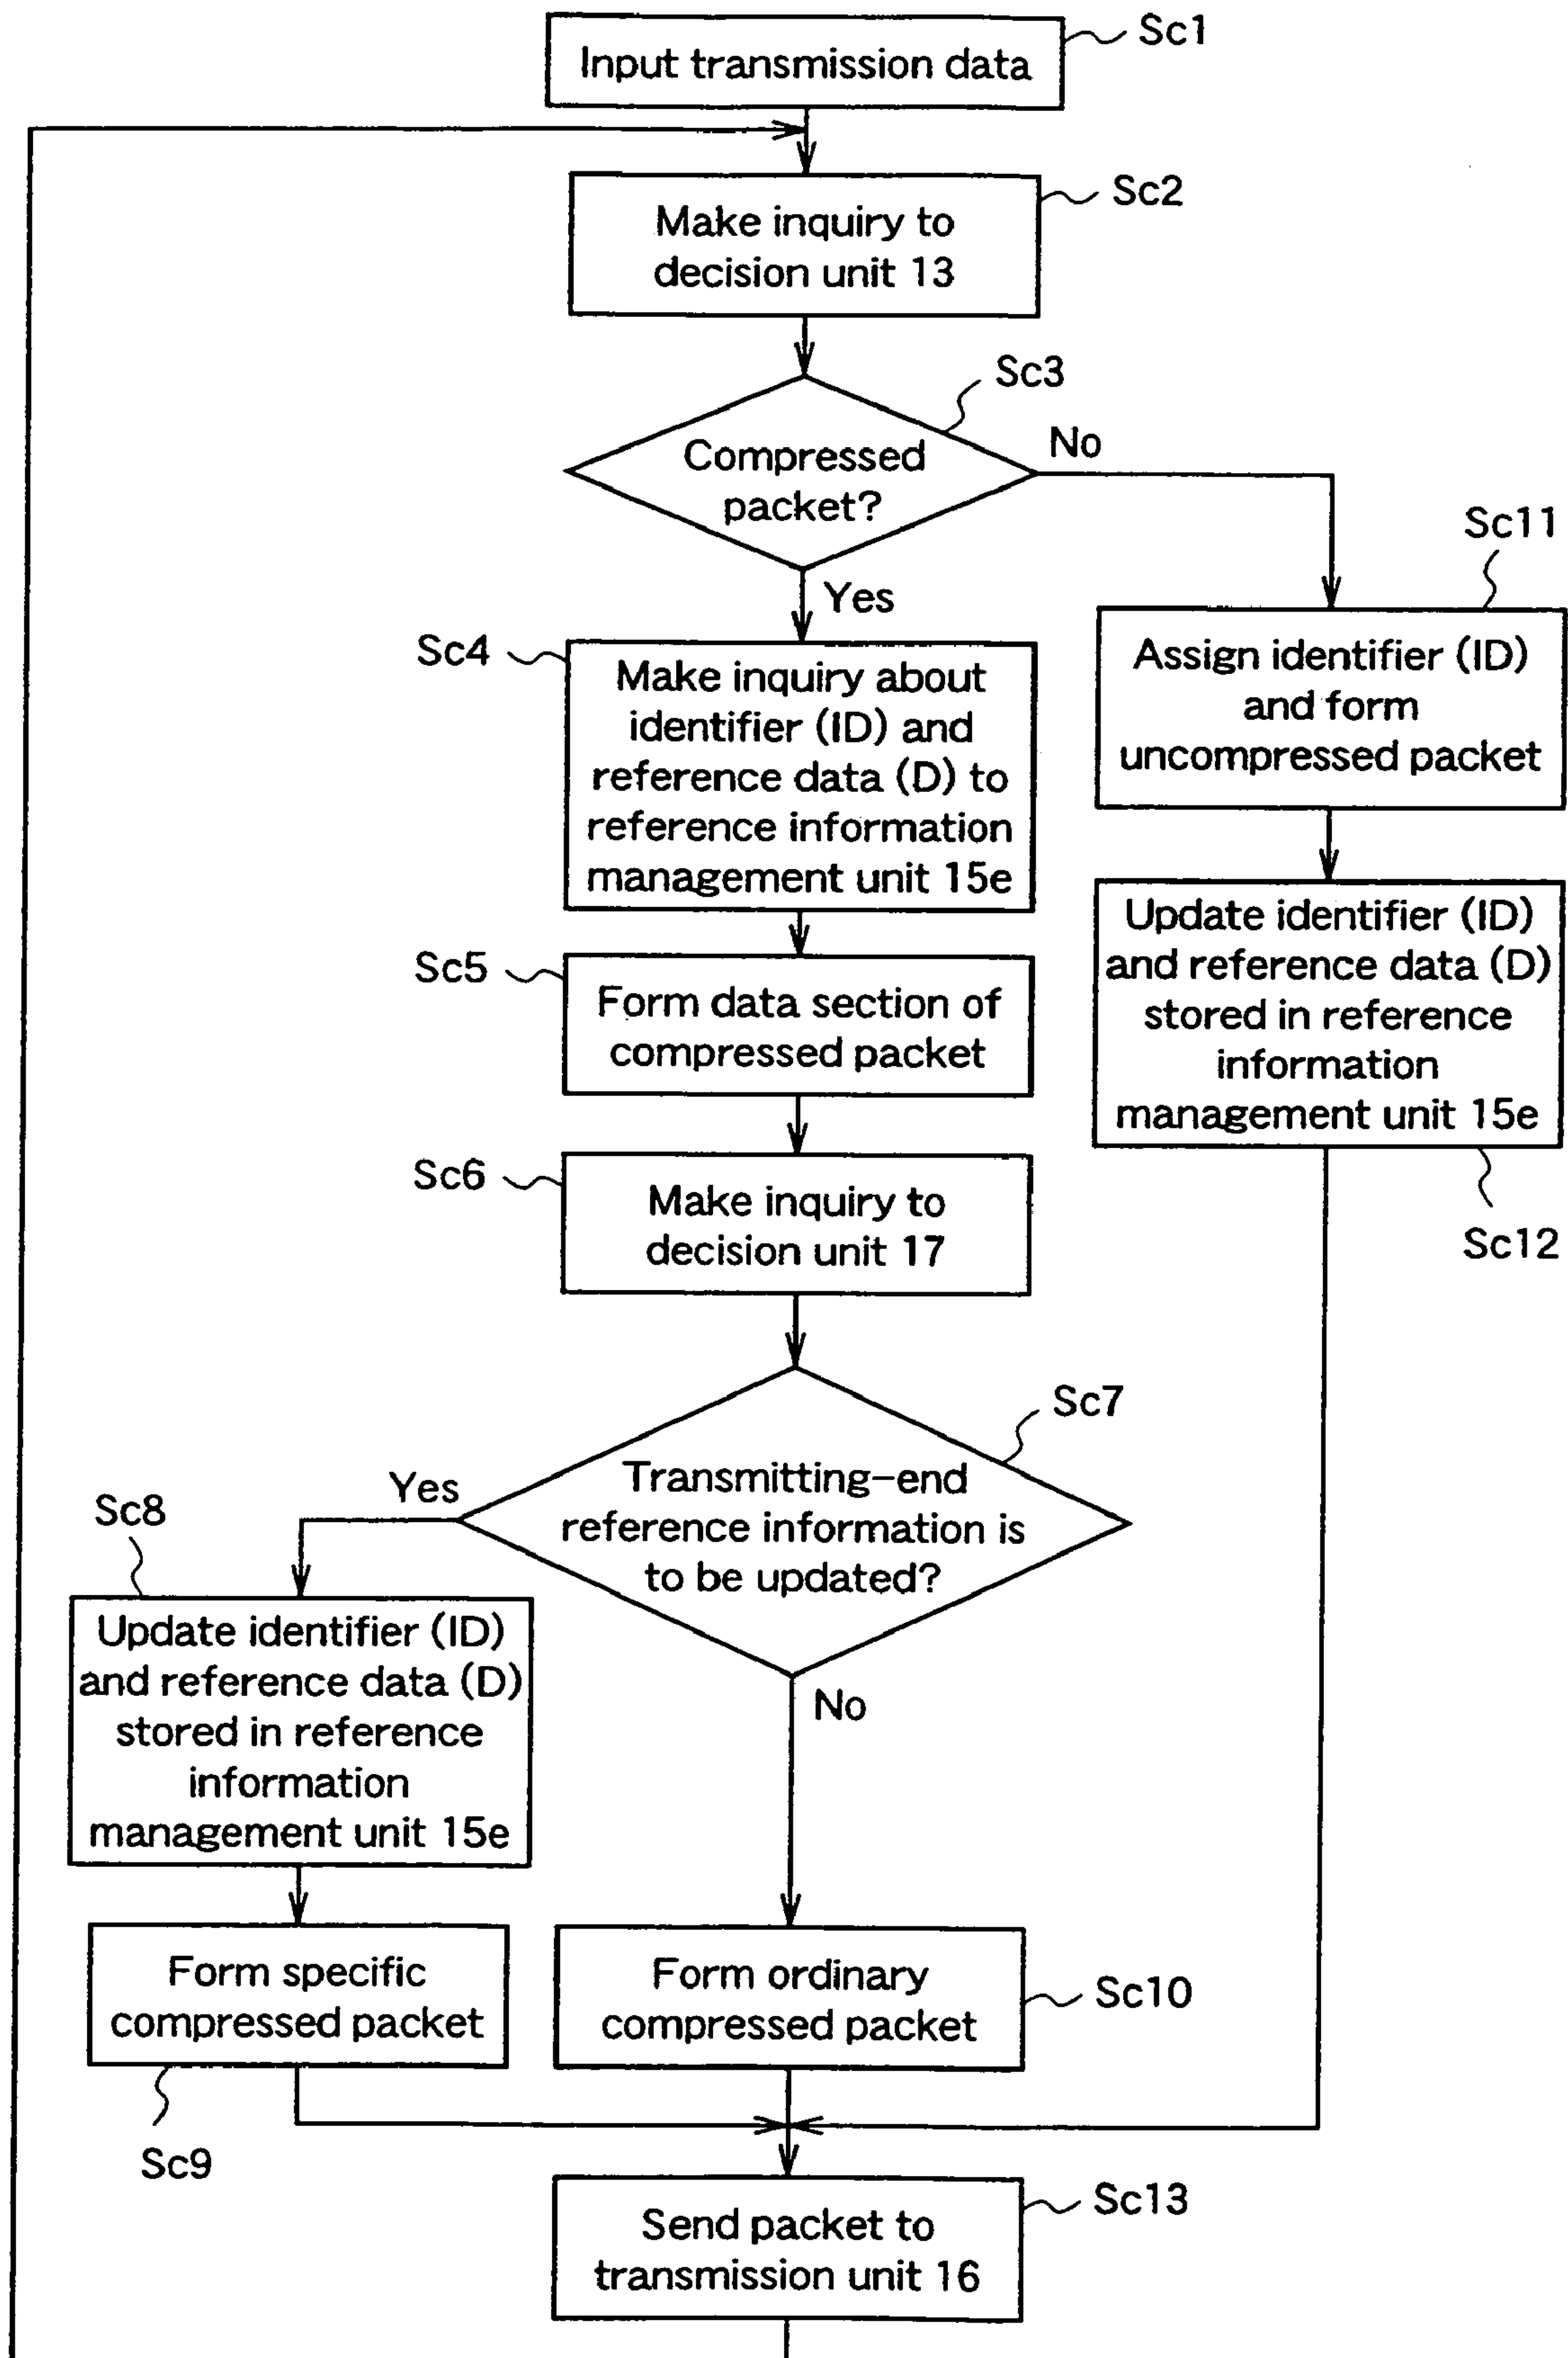 Sc1
Input transmission data
Sc2
Make inquiry to
decision unit 13
Sc3
Compressed
packet?
No
Yes
Sc4
Make inquiry about
identifier (ID) and
reference data (D) to
reference information
management unit 15e
Sc11
Assign identifier (ID)
and form
uncompressed packet
Sc5
Form data section of
compressed packet
Update identifier (ID)
and reference data (D)
stored in reference
information
management unit 15e
Sc12
Sc6
Make inquiry to
decision unit 17
Sc7
Transmitting-end
reference information is
to be updated?
Yes
No
Sc8
Update identifier (ID)
and reference data (D)
stored in reference
information
management unit 15e
Form specific
compressed packet
Sc9
Form ordinary
compressed packet
Sc10
Sc13
Send packet to
transmission unit 16